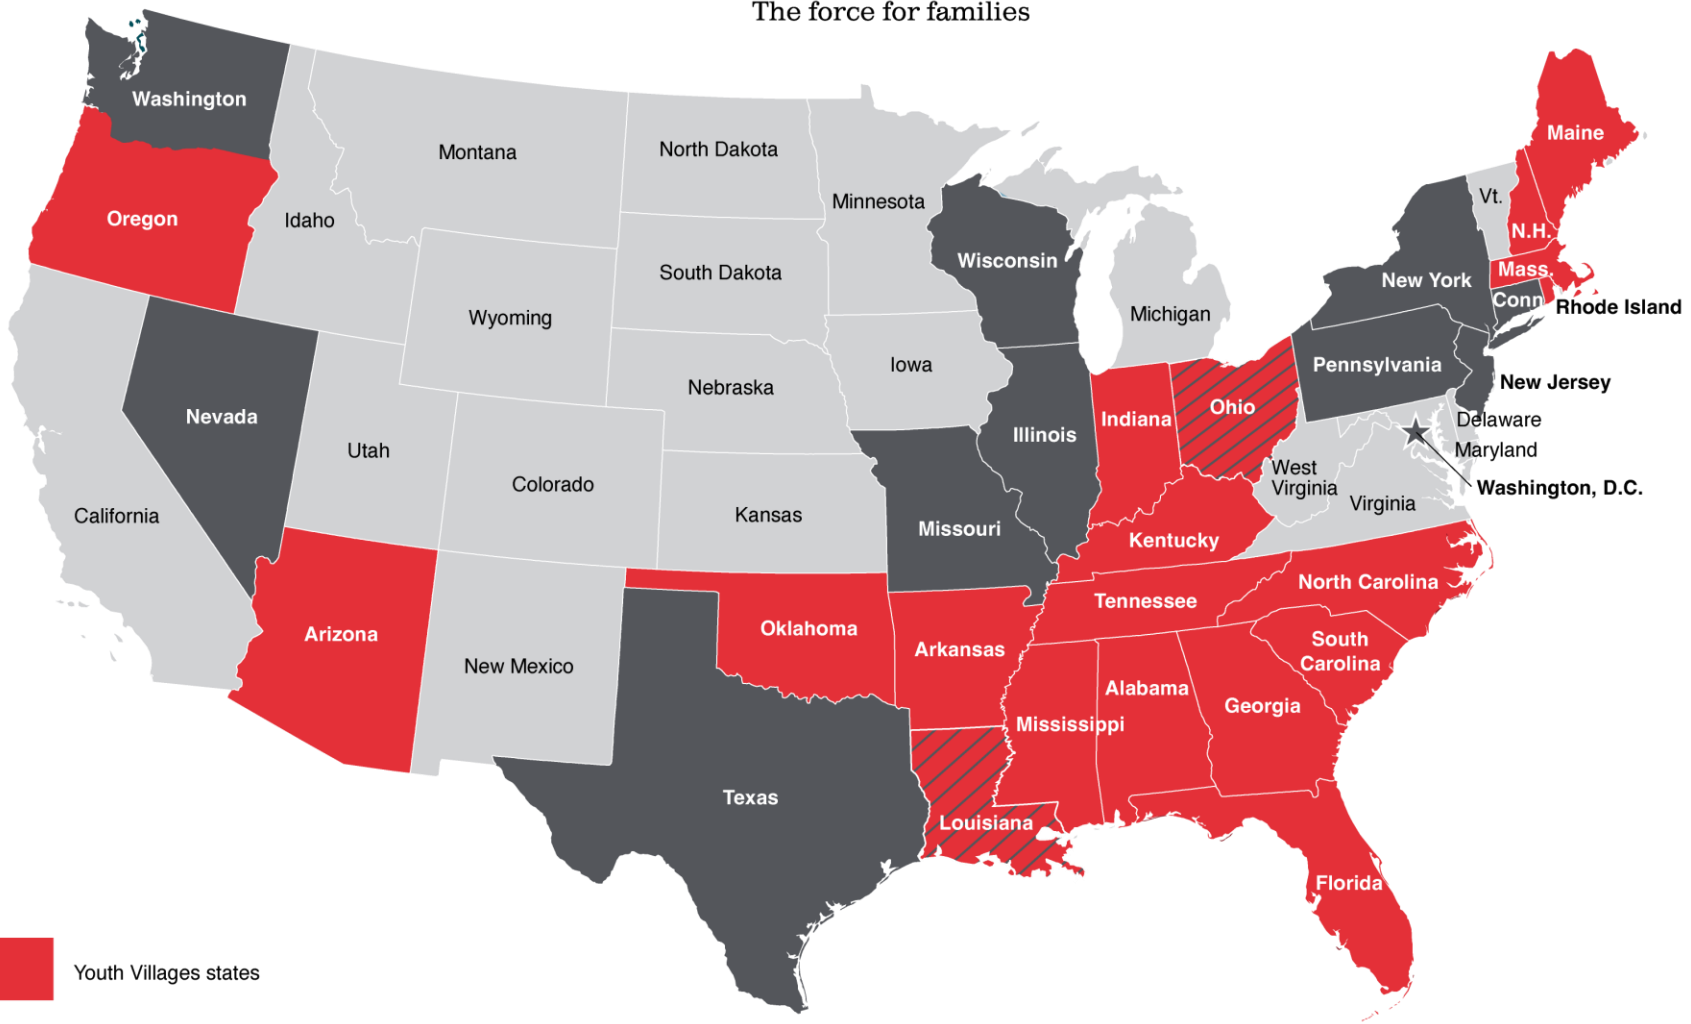 The force for families
Washington
Montana
North Dakota
Minnesota
Maine
Vt.
Oregon
Idaho
N.H.
Wisconsin
South Dakota
Mass.
New York
Conn
Rhode Island
Wyoming
Michigan
Iowa
Pennsylvania
New Jersey
Nebraska
Nevada
Indiana
Ohio
Delaware
Illinois
Utah
Maryland
Colorado
West
Virginia
Washington, D.C.
Virginia
California
Kansas
Missouri
Kentucky
North Carolina
Tennessee
Arizona
Oklahoma
Arkansas
South
Carolina
New Mexico
Alabama
Georgia
Mississippi
Texas
Louisiana
Florida
Youth Villages states